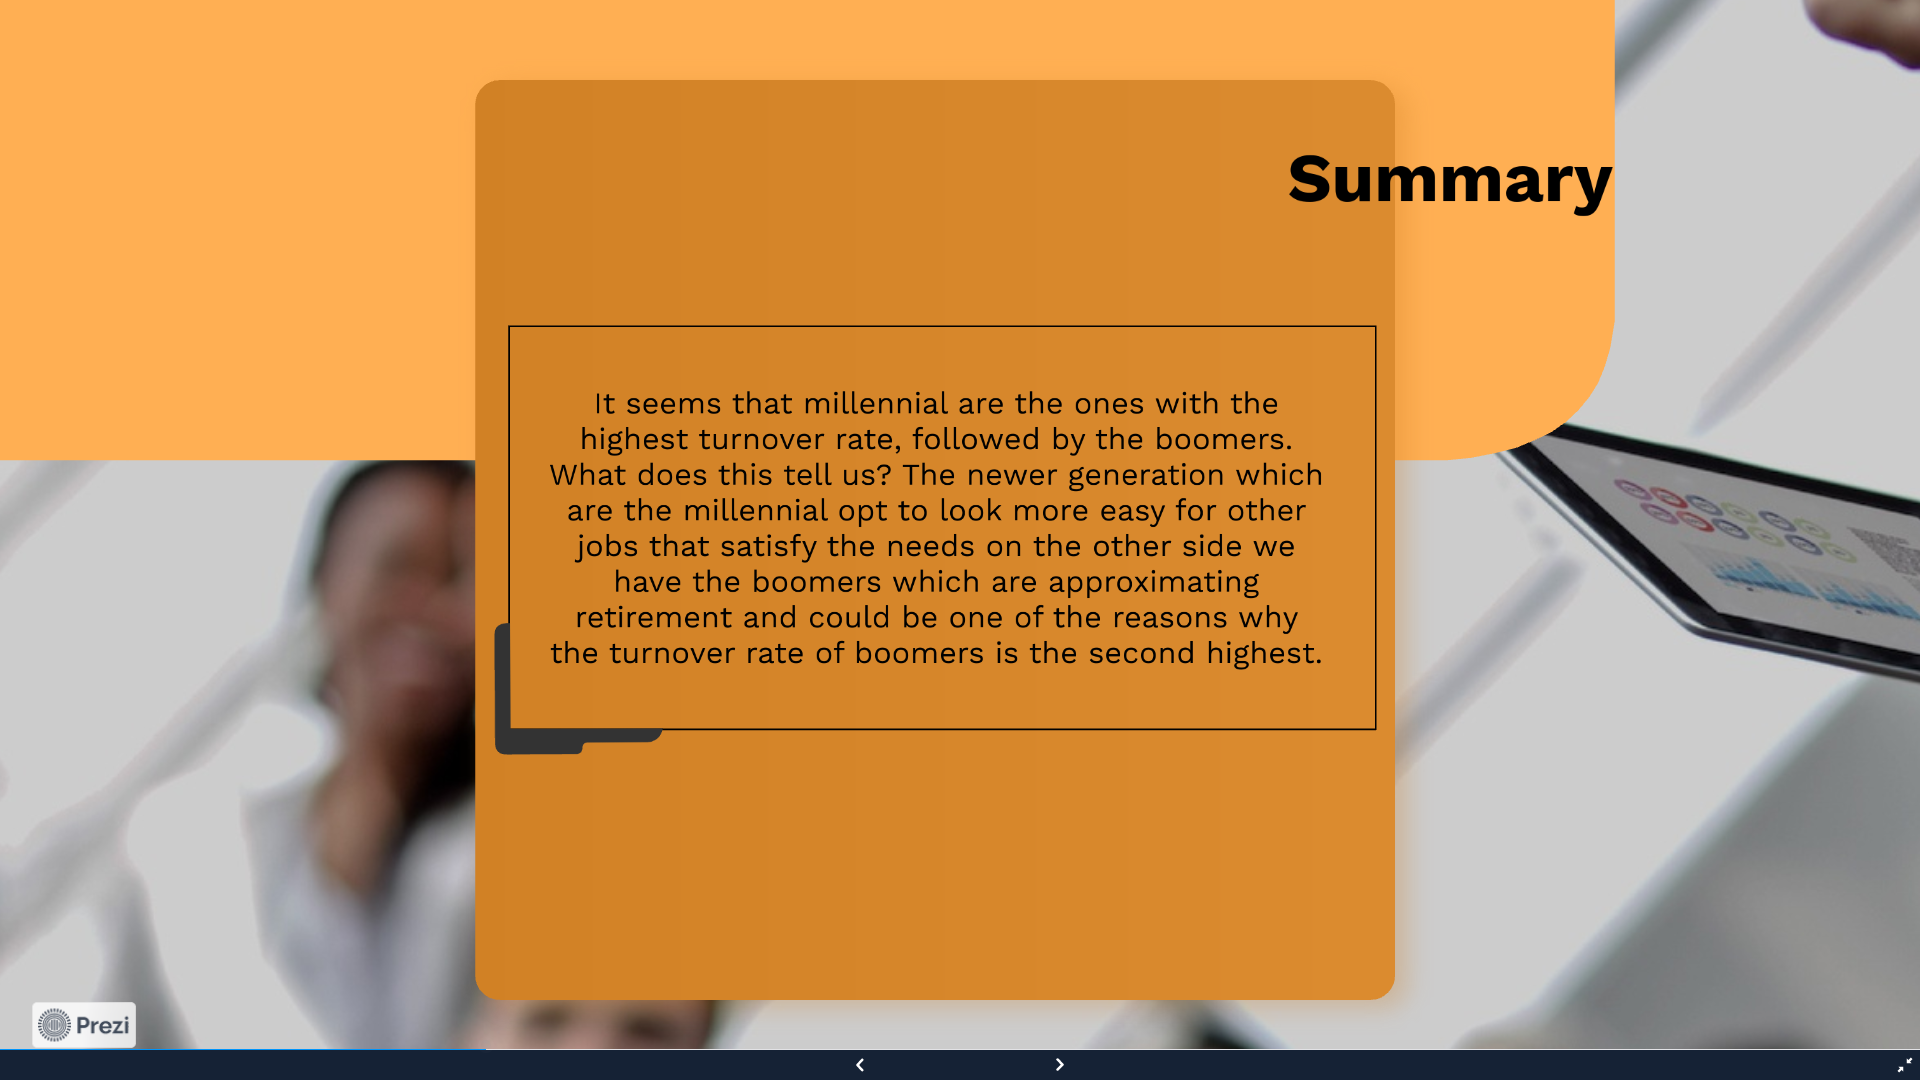 Summary
It seems that millennial are the ones with the
highest turnover rate, followed by the boomers.
What does this tell us? The newer generation which
are the millennial opt to look more easy for other
jobs that satisfy the needs on the other side we
have the boomers which are approximating
retirement and could be one of the reasons why
the turnover rate of boomers is the second highest.
Prezi